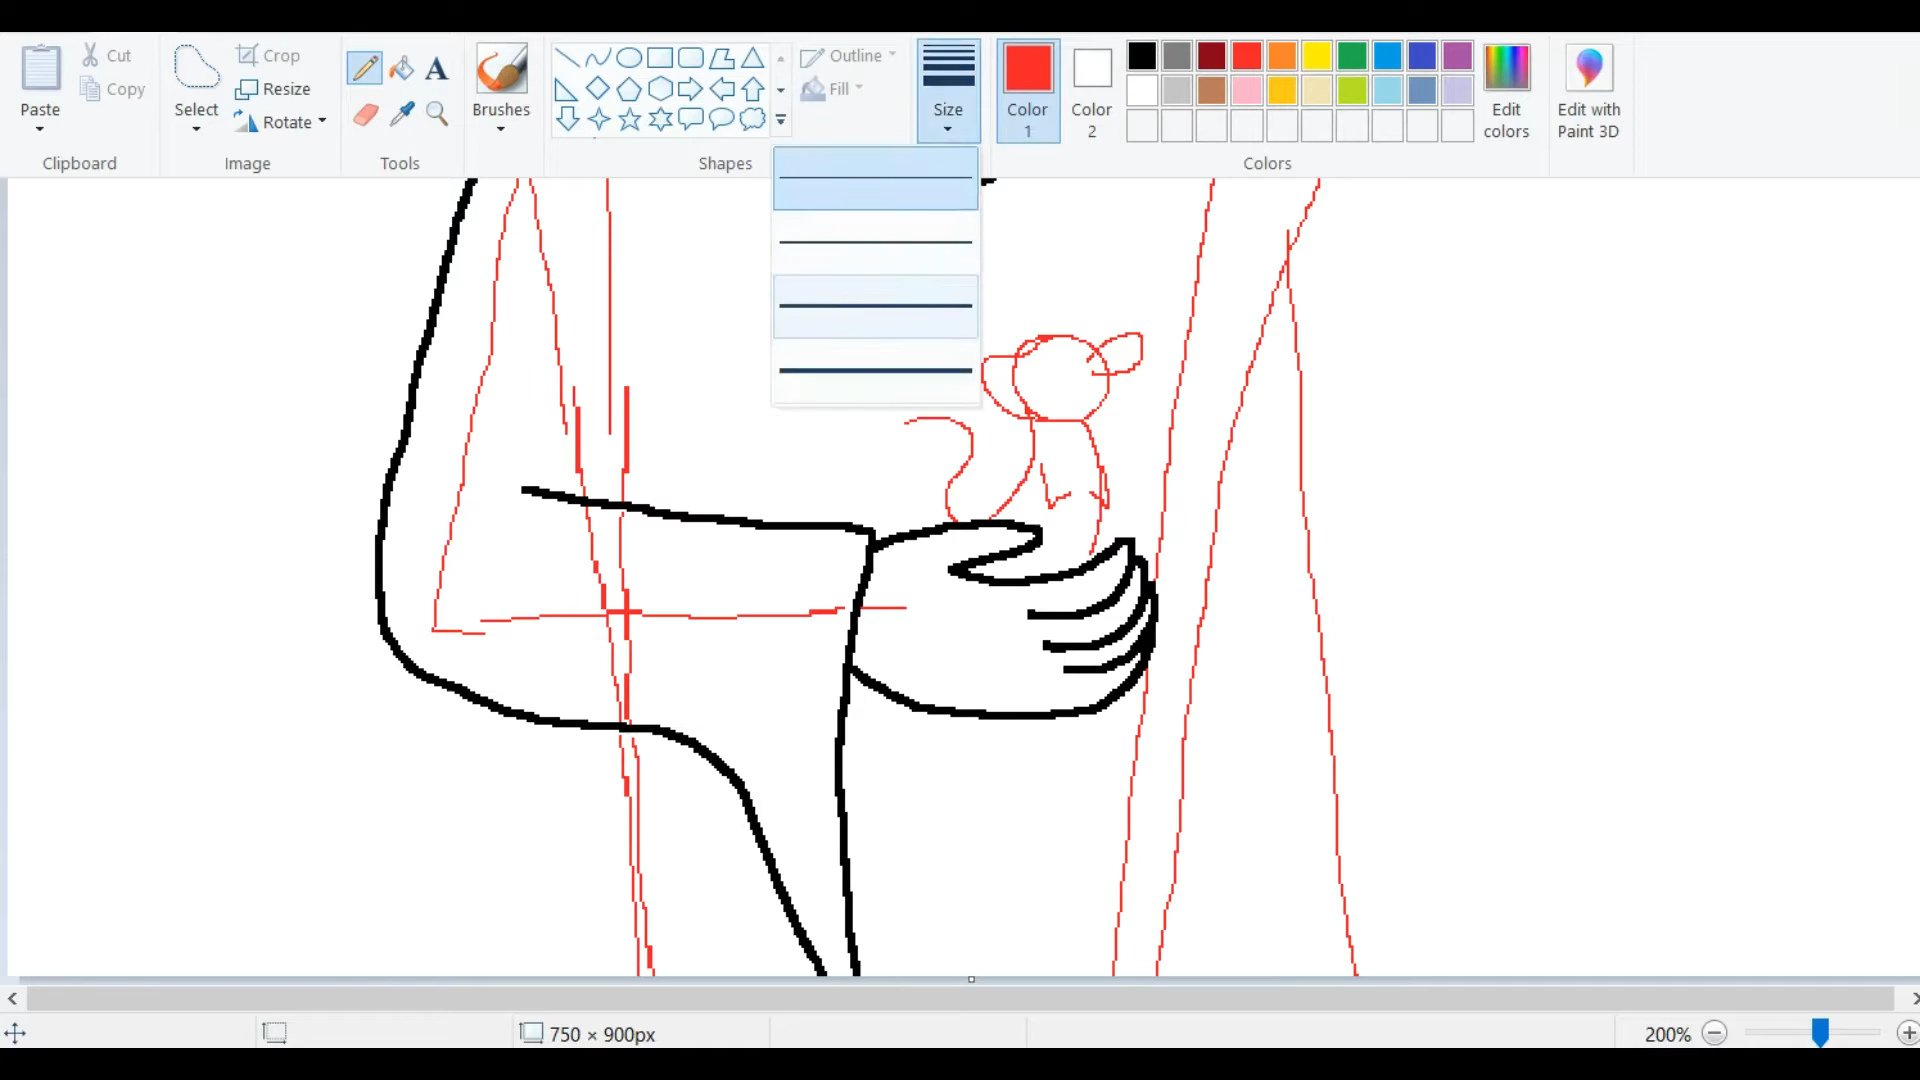 Paste
Cut
Copy
Clipboard
Select
Crop
Resize
Rotate
Image
A
Tools
Brushes
Outline
Fill
Shapes
Size
Color
1
Color
2
Edit
colors
Colors
Edit with
Paint 3D
750 × 900px
200%